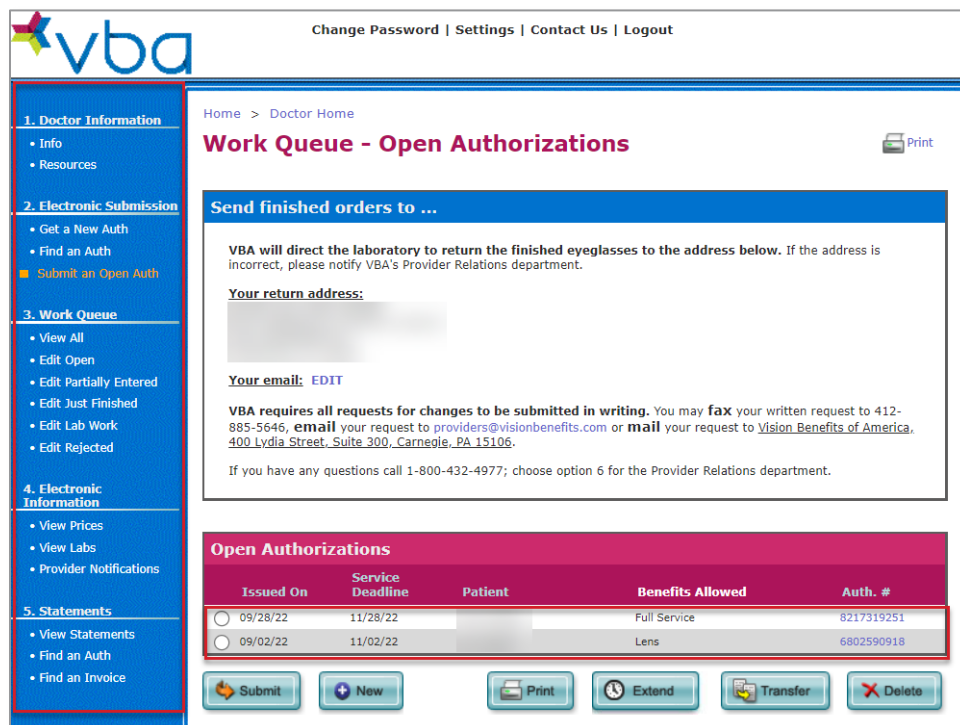 vba
Change Password | Settings | Contact Us | Logout
1. Doctor Information
• Info
• Resources
2. Electronic Submission
• Get a New Auth
• Find an Auth
Submit an Open Auth
3. Work Queue
• View All
• Edit Open
• Edit Partially Entered
• Edit Just Finished
• Edit Lab Work
• Edit Rejected
4. Electronic
Information
• View Prices
• View Labs
• Provider Notifications
5. Statements
• View Statements
• Find an Auth
• Find an Invoice
Home > Doctor Home
Work Queue - Open Authorizations
Print
Send finished orders to ...
VBA will direct the laboratory to return the finished eyeglasses to the address below. If the address is
incorrect, please notify VBA's Provider Relations department.
Your return address:
Your email: EDIT
VBA requires all requests for changes to be submitted in writing. You may fax your written request to 412-
885-5646, email your request to providers@visionbenefits.com or mail your request to Vision Benefits of America,
400 Lydia Street, Suite 300, Carnegie, PA 15106.
If you have any questions call 1-800-432-4977; choose option 6 for the Provider Relations department.
Open Authorizations
Issued On Service Deadline Patient Benefits Allowed Auth. #
09/28/22 11/28/22 Full Service 8217319251
09/02/22 11/02/22 Lens 6802590918
Submit New Print Extend Transfer Delete